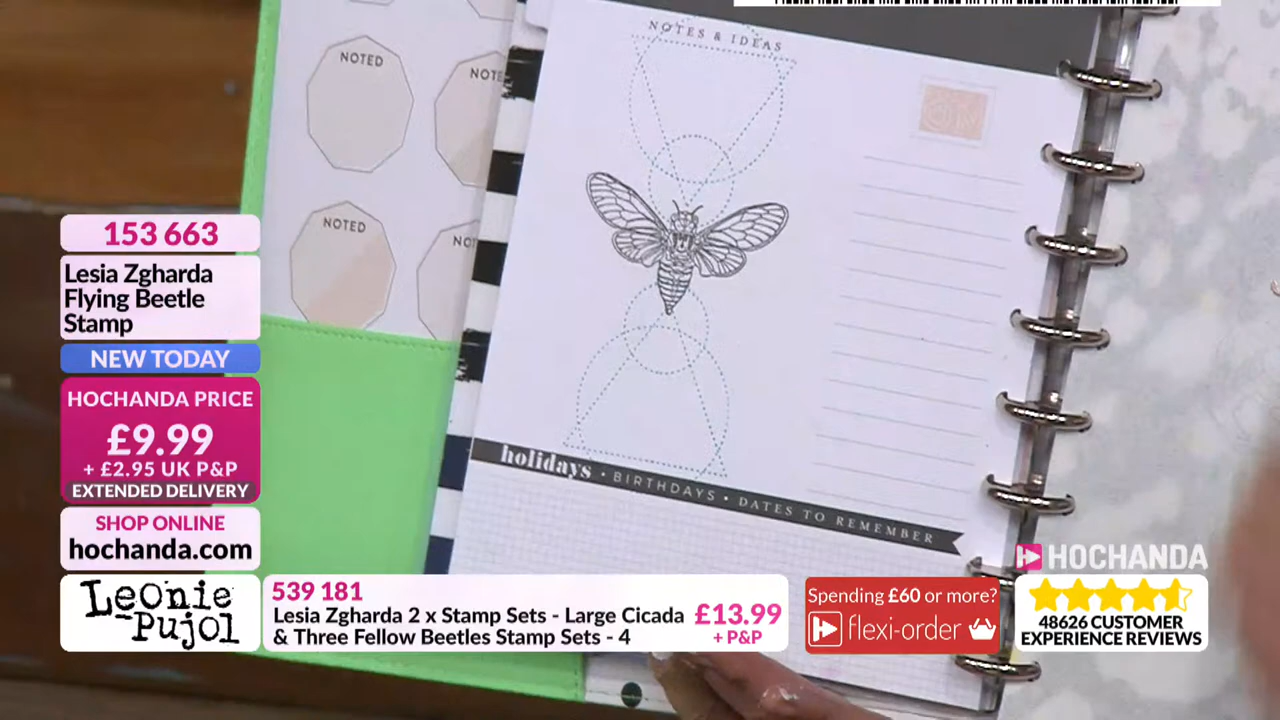 NOTES & IDEAS
NOTED
NOTE
NOTED
NO
153 663
Lesia Zgharda
Flying Beetle
Stamp
NEW TODAY
HOCHANDA PRICE
£9.99
+ £2.95 UK P&P
EXTENDED DELIVERY
SHOP ONLINE
hochanda.com
Leonie
Pujol
holidays • BIRTHDAYS • DATES TO REMEMBER
539 181
Lesia Zgharda 2 x Stamp Sets - Large Cicada
& Three Fellow Beetles Stamp Sets - 4
£13.99
+ P&P
Spending £60 or more?
flexi-order
HOCHANDA
48626 CUSTOMER
EXPERIENCE REVIEWS